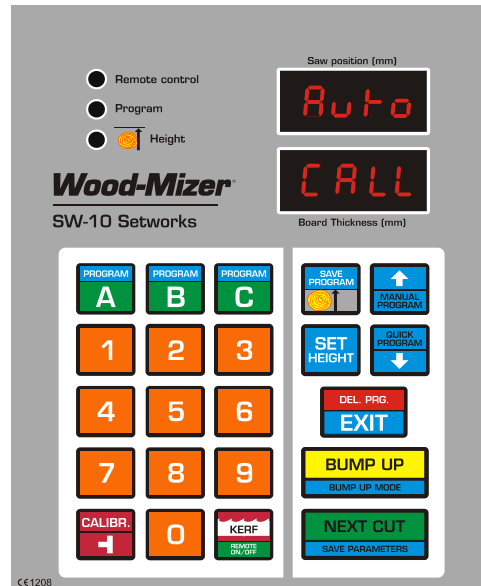 Saw position (mm)
Remote control
Program
Height
Auto
CALL
Board Thickness (mm)
Wood-Mizer
SW-10 Setworks
PROGRAM
A
PROGRAM
B
PROGRAM
C
SAVE
PROGRAM
MANUAL
PROGRAM
1
2
3
SET
HEIGHT
QUICK
PROGRAM
4
5
6
DEL. PRG.
EXIT
7
8
9
BUMP UP
BUMP UP MODE
CALIBR.
0
KERF
REMOTE
ON/OFF
NEXT CUT
SAVE PARAMETERS
CE1208